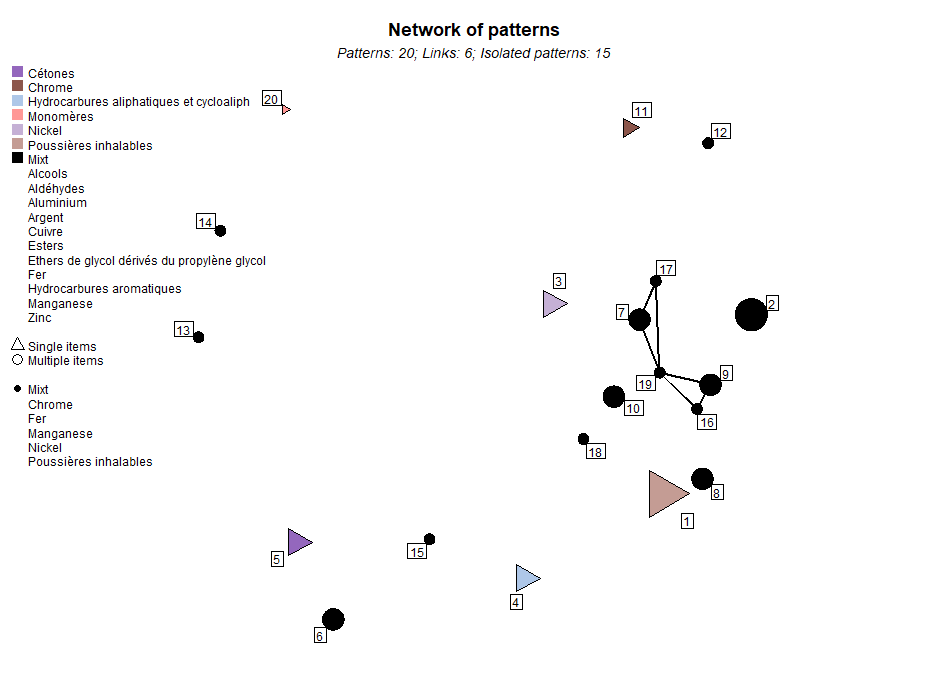 Network of patterns
Patterns: 20; Links: 6; Isolated patterns: 15
Cétones
Chrome
Hydrocarbures aliphatiques et cycloaliph
Monomères
Nickel
Poussières inhalables
Mixt
Alcools
Aldéhydes
Aluminium
Argent
Cuivre
Esters
Ethers de glycol dérivés du propylène glycol
Fer
Hydrocarbures aromatiques
Manganese
Zinc
Single items
Multiple items
Mixt
Chrome
Fer
Manganese
Nickel
Poussières inhalables
20
11
12
14
17
3
2
7
13
9
19
10
16
18
8
1
15
5
4
6